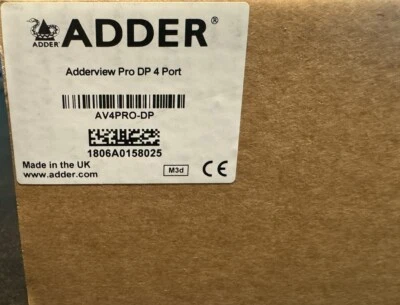 ADDER
ADDER®
Adderview Pro DP 4 Port
AV4PRO-DP
1806A0158025
Made in the UK
www.adder.com
M3d
CE